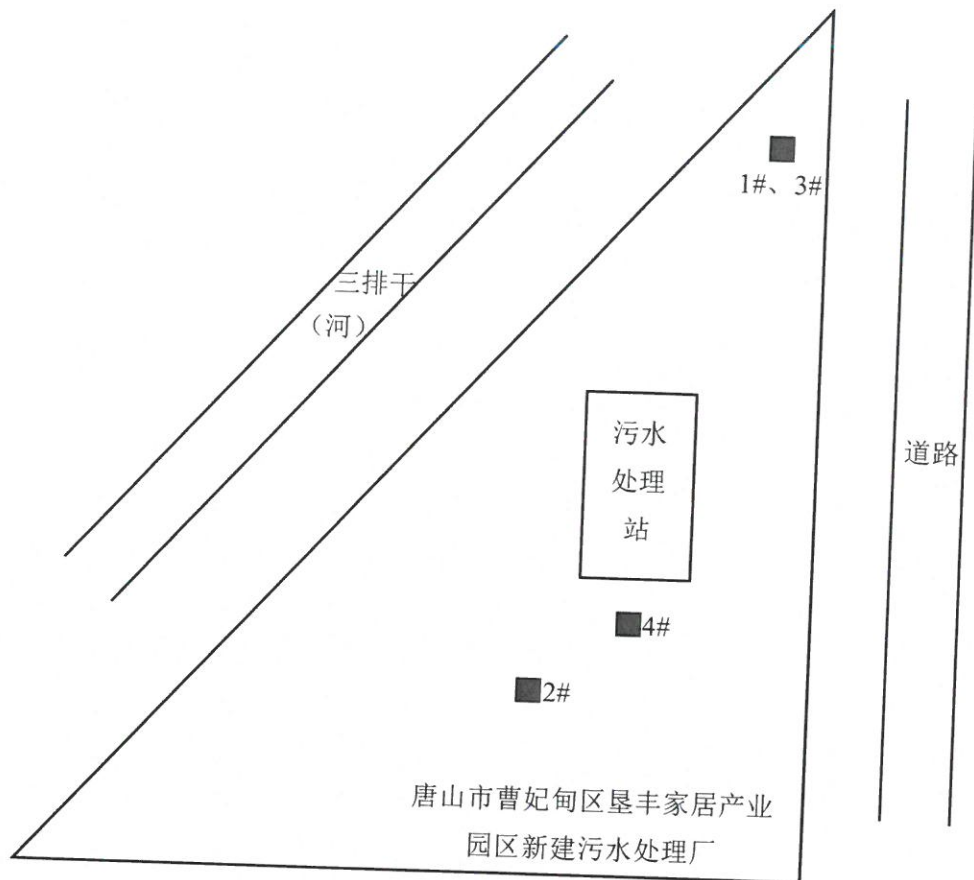 1#、3#
三排干
（河）
污水
处理
站
道路
4#
2#
唐山市曹妃甸区垦丰家居产业
园区新建污水处理厂